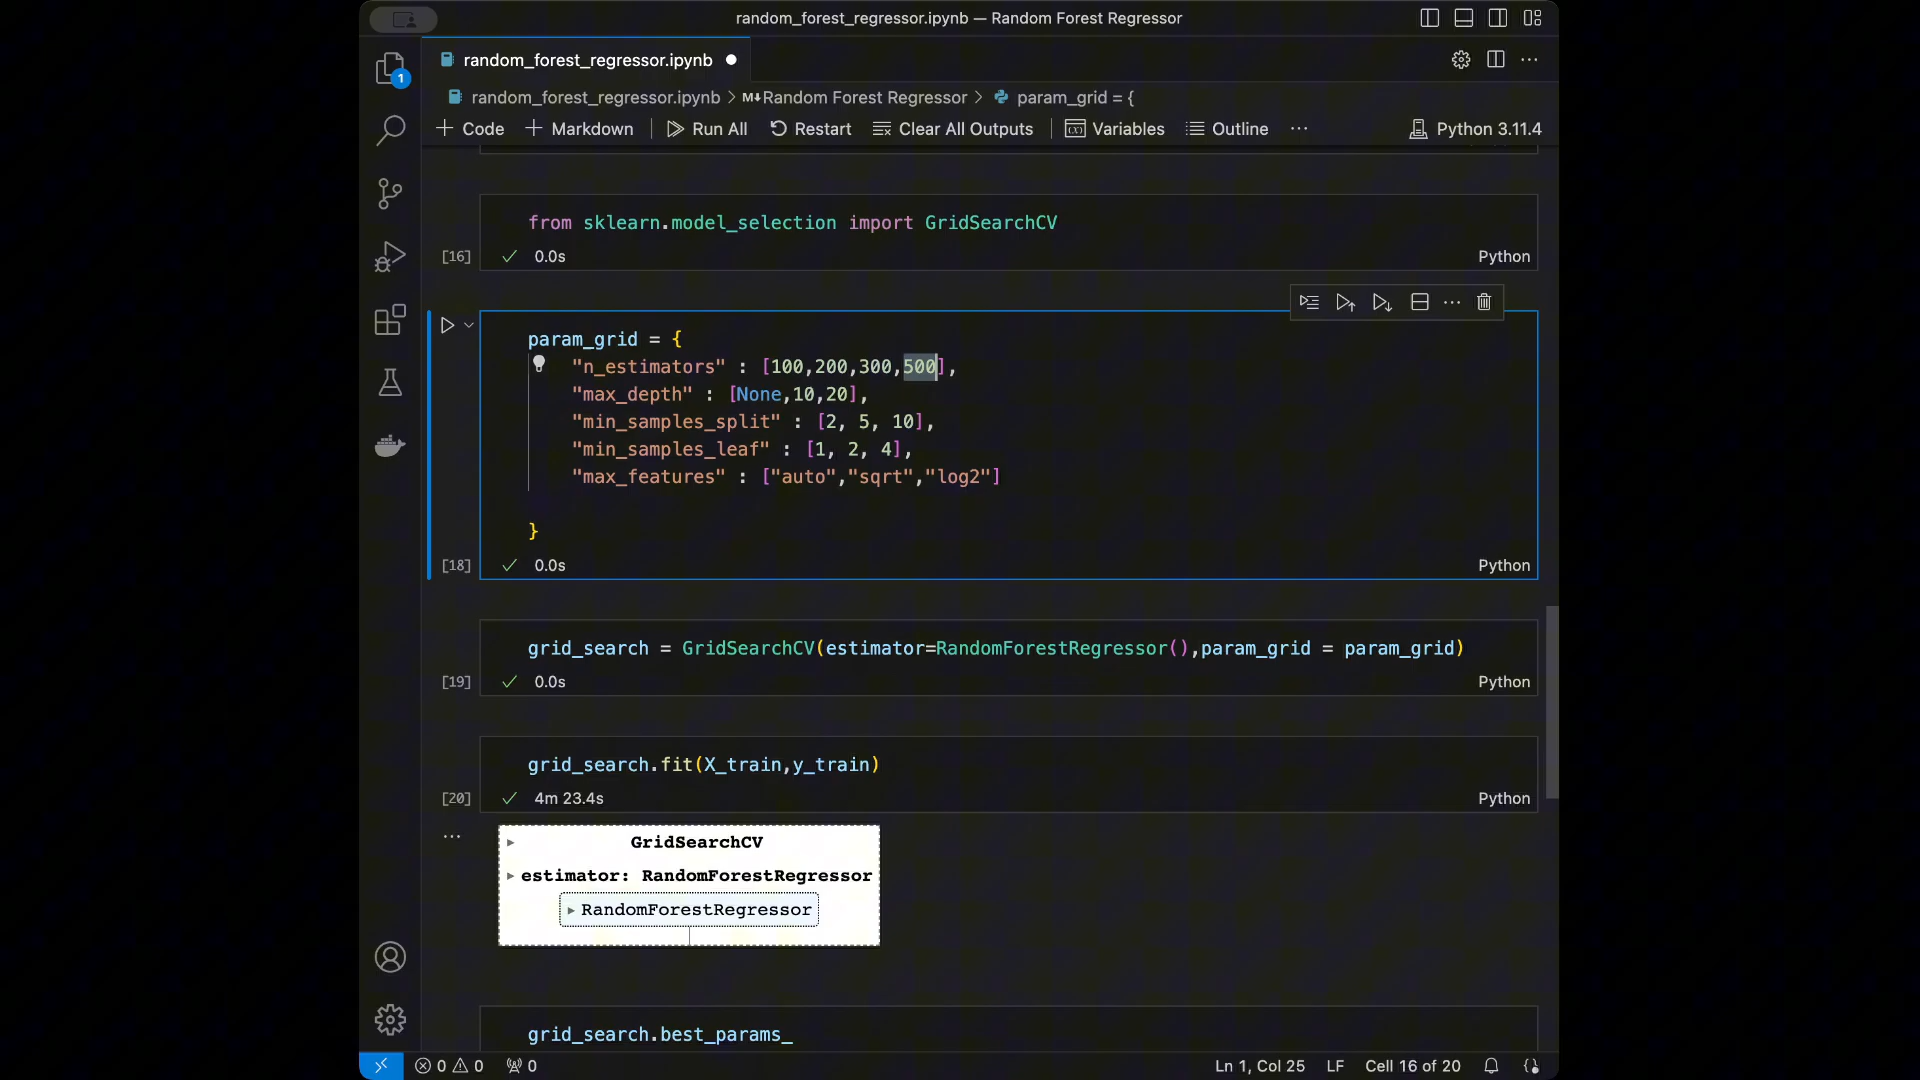 random_forest_regressor.ipynb — Random Forest Regressor
1
random_forest_regressor.ipynb
random_forest_regressor.ipynb > M↓Random Forest Regressor > param_grid = {
+ Code + Markdown Run All Restart Clear All Outputs Variables Outline ··· Python 3.11.4
from sklearn.model_selection import GridSearchCV
[16] ✓ 0.0s Python
param_grid = {
"n_estimators" : [100,200,300,500],
"max_depth" : [None,10,20],
"min_samples_split" : [2, 5, 10],
"min_samples_leaf" : [1, 2, 4],
"max_features" : ["auto","sqrt","log2"]
}
[18] ✓ 0.0s Python
grid_search = GridSearchCV(estimator=RandomForestRegressor(),param_grid = param_grid)
[19] ✓ 0.0s Python
grid_search.fit(X_train,y_train)
[20] ✓ 4m 23.4s Python
GridSearchCV
estimator: RandomForestRegressor
RandomForestRegressor
grid_search.best_params_
0 0 0 Ln 1, Col 25 LF Cell 16 of 20